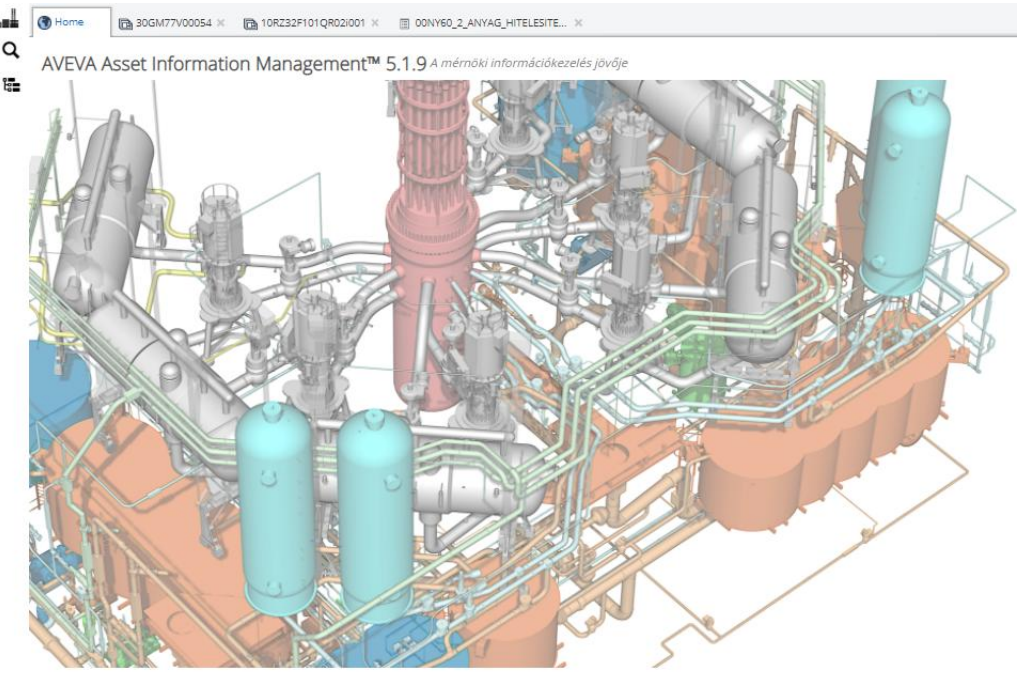 Home
30GM77V00054
10RZ32F101QR02i001
00NY60_2_ANYAG_HITELESITE...
AVEVA Asset Information Management™ 5.1.9 A mérnöki információkezelés jövője